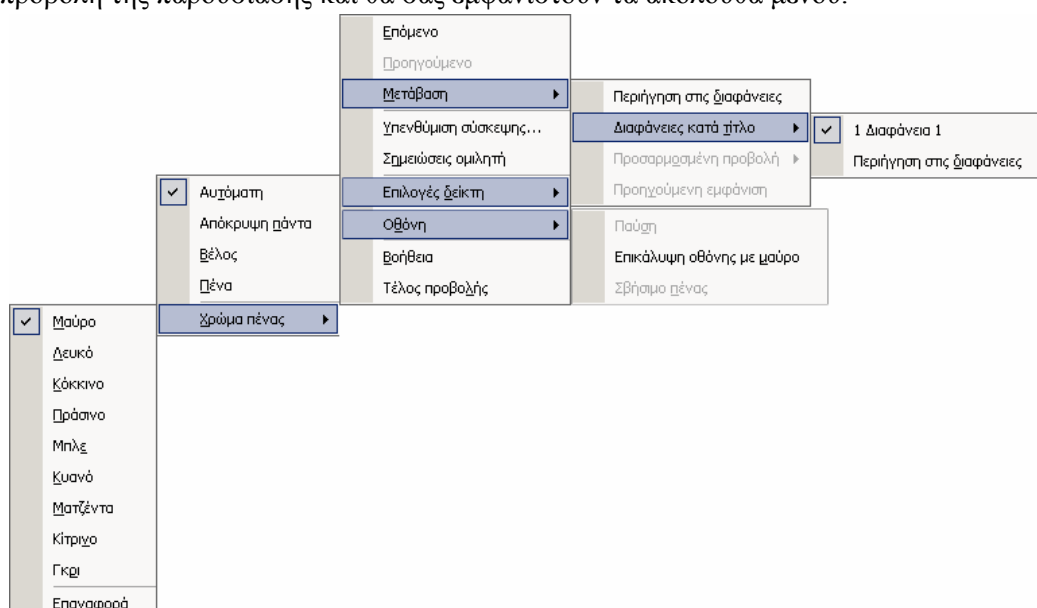 προβολή της παρουσίασης και θα σας εμφανιστούν τα ακόλουθα μενού:
Επόμενο
Προηγούμενο
Μετάβαση
Υπενθύμιση σύσκεψης...
Σημειώσεις ομιλητή
Επιλογές δείκτη
Οθόνη
Βοήθεια
Τέλος προβολής
Περιήγηση στις διαφάνειες
Διαφάνειες κατά τίτλο
Προσαρμοσμένη προβολή
Προηγούμενη εμφάνιση
1 Διαφάνεια 1
Περιήγηση στις διαφάνειες
Παύση
Επικάλυψη οθόνης με μαύρο
Σβήσιμο πένας
Αυτόματη
Απόκρυψη πάντα
Βέλος
Πένα
Χρώμα πένας
Μαύρο
Λευκό
Κόκκινο
Πράσινο
Μπλε
Κυανό
Ματζέντα
Κίτρινο
Γκρι
Επαναφορά